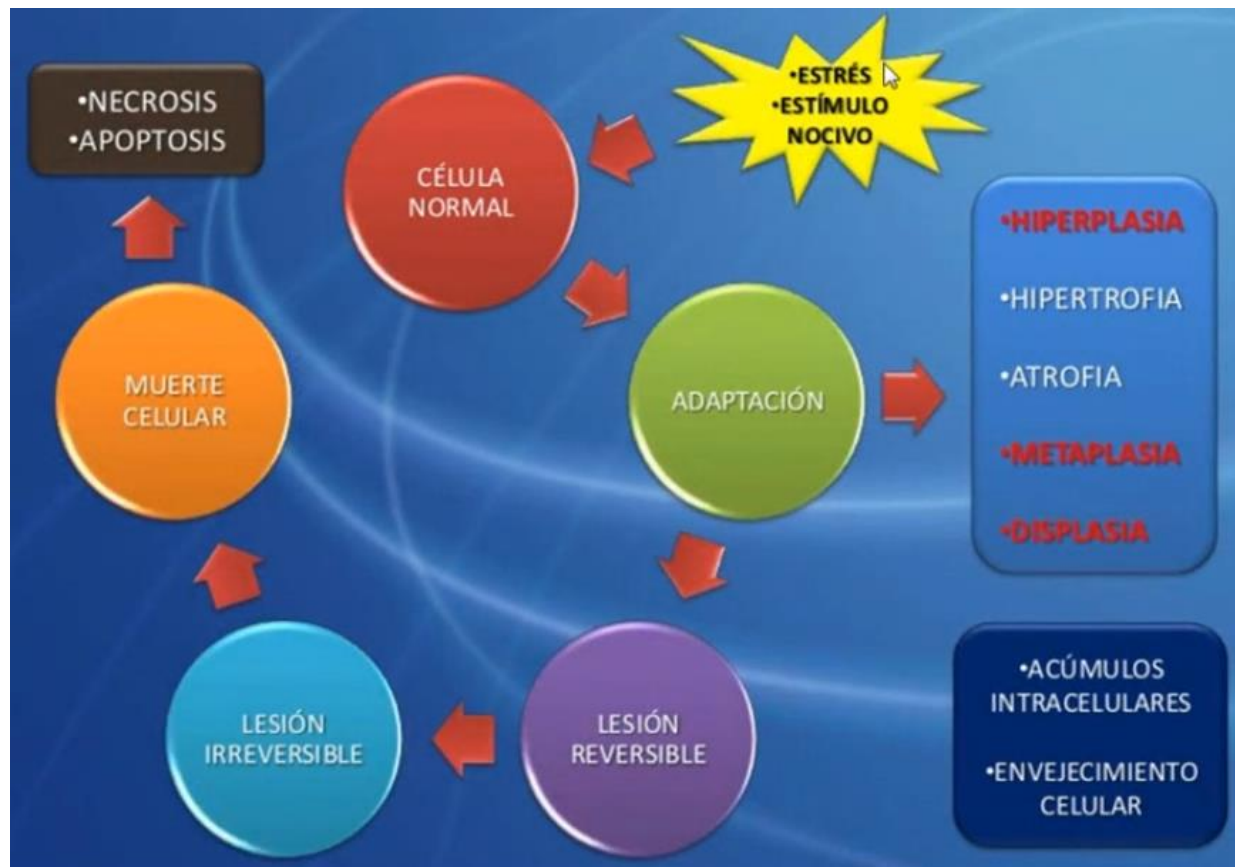 •NECROSIS
•APOPTOSIS
CÉLULA
NORMAL
•ESTRÉS
•ESTÍMULO
NOCIVO
ADAPTACIÓN
•HIPERPLASIA
•HIPERTROFIA
•ATROFIA
•METAPLASIA
•DISPLASIA
MUERTE
CELULAR
LESIÓN
IRREVERSIBLE
LESIÓN
REVERSIBLE
•ACÚMULOS
INTRACELULARES
•ENVEJECIMIENTO
CELULAR